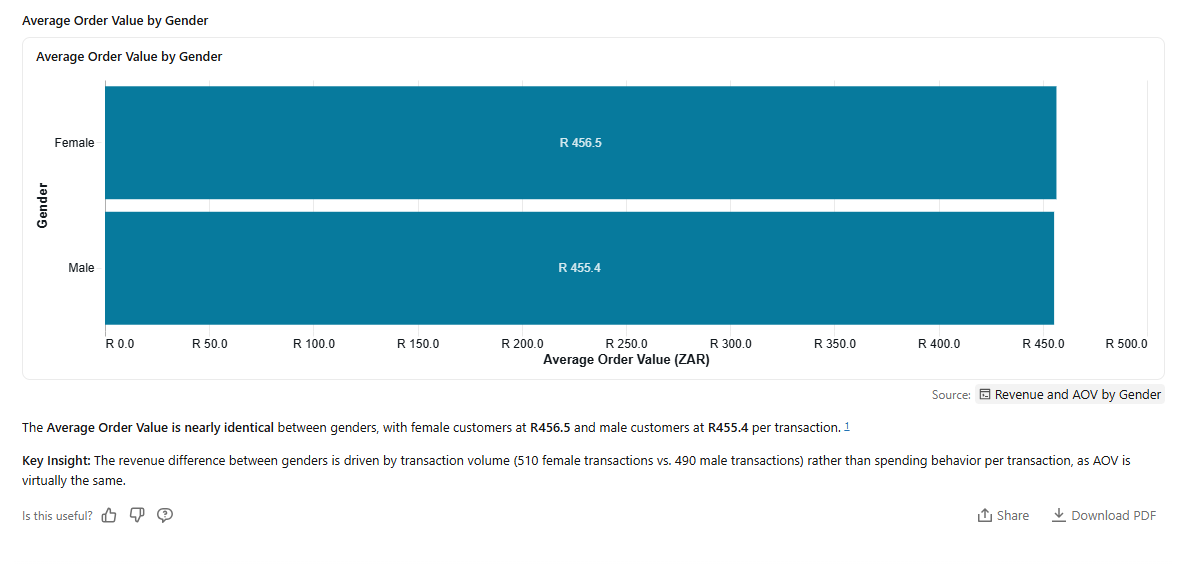 Average Order Value by Gender
Average Order Value by Gender
Gender
Female
R 456.5
Male
R 455.4
R 0.0 R 50.0 R 100.0 R 150.0 R 200.0 R 250.0 R 300.0 R 350.0 R 400.0 R 450.0 R 500.0
Average Order Value (ZAR)
Source: Revenue and AOV by Gender
The Average Order Value is nearly identical between genders, with female customers at R456.5 and male customers at R455.4 per transaction. 1
Key Insight: The revenue difference between genders is driven by transaction volume (510 female transactions vs. 490 male transactions) rather than spending behavior per transaction, as AOV is
virtually the same.
Is this useful? Share Download PDF